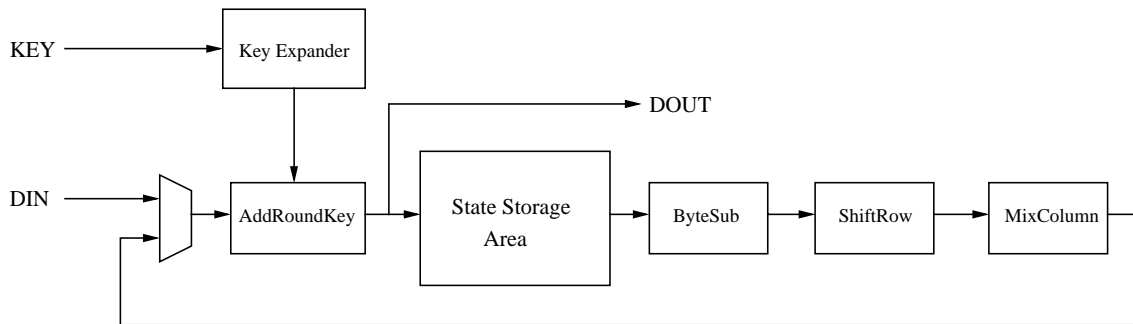 KEY
Key Expander
DOUT
DIN
AddRoundKey
State Storage
Area
ByteSub
ShiftRow
MixColumn